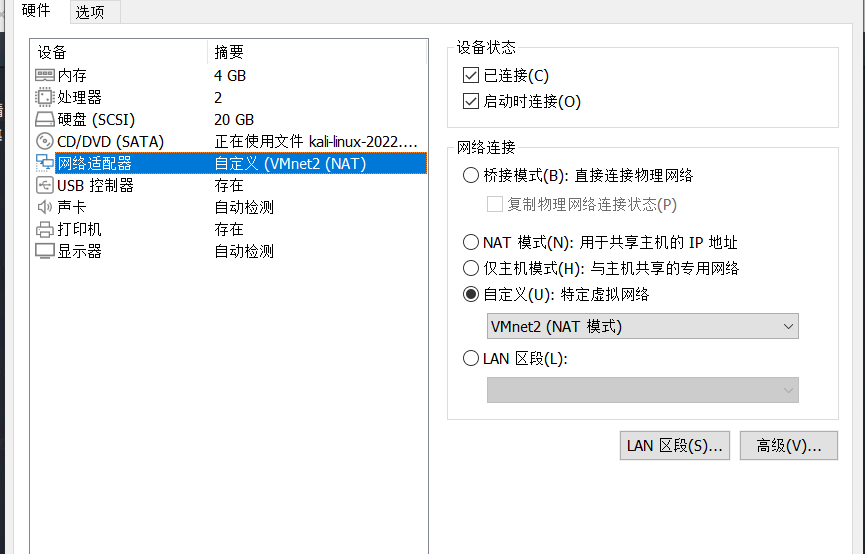 硬件 选项
设备 摘要
内存 4 GB
处理器 2
硬盘 (SCSI) 20 GB
CD/DVD (SATA) 正在使用文件 kali-linux-2022....
网络适配器 自定义 (VMnet2 (NAT)
USB 控制器 存在
声卡 自动检测
打印机 存在
显示器 自动检测
设备状态
已连接(C)
启动时连接(O)
网络连接
桥接模式(B): 直接连接物理网络
复制物理网络连接状态(P)
NAT 模式(N): 用于共享主机的 IP 地址
仅主机模式(H): 与主机共享的专用网络
自定义(U): 特定虚拟网络
VMnet2 (NAT 模式)
LAN 区段(L):
LAN 区段(S)... 高级(V)...